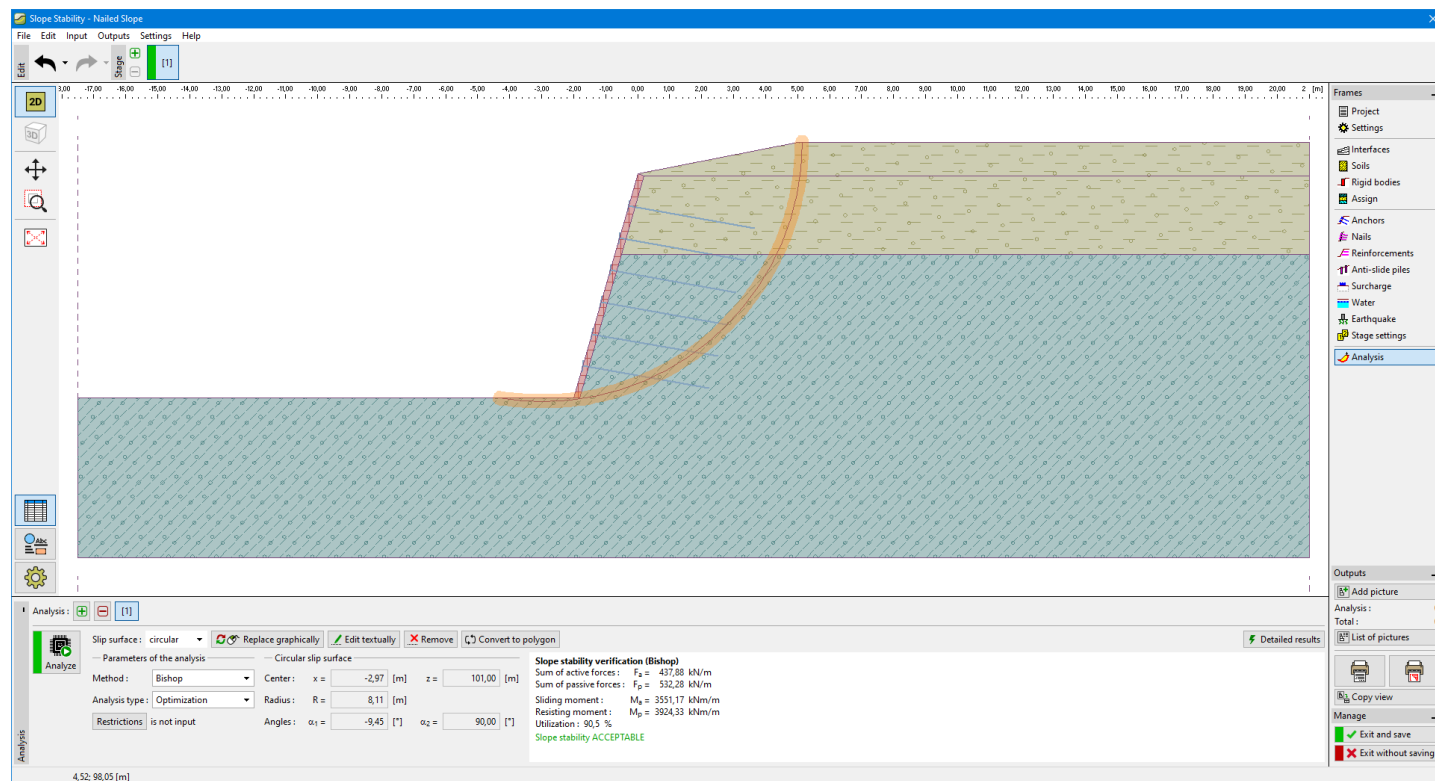 Slope Stability - Nailed Slope
File Edit Input Outputs Settings Help
Edit
Stage
[1]
2D
3D
3,00 -17,00 -16,00 -15,00 -14,00 -13,00 -12,00 -11,00 -10,00 -9,00 -8,00 -7,00 -6,00 -5,00 -4,00 -3,00 -2,00 -1,00 0,00 1,00 2,00 3,00 4,00 5,00 6,00 7,00 8,00 9,00 10,00 11,00 12,00 13,00 14,00 15,00 16,00 17,00 18,00 19,00 20,00 2 [m]
Abc
Frames
Project
Settings
Interfaces
Soils
Rigid bodies
Assign
Anchors
Nails
Reinforcements
Anti-slide piles
Surcharge
Water
Earthquake
Stage settings
Analysis
Outputs
Add picture
Analysis :
Total :
List of pictures
Copy view
Manage
Exit and save
Exit without saving
Analysis
Analysis : [1]
Analyze
Slip surface : circular Replace graphically Edit textually Remove Convert to polygon Detailed results
Parameters of the analysis
Method : Bishop
Analysis type : Optimization
Restrictions is not input
Circular slip surface
Center : x = -2,97 [m] z = 101,00 [m]
Radius : R = 8,11 [m]
Angles : α1 = -9,45 [°] α2 = 90,00 [°]
Slope stability verification (Bishop)
Sum of active forces : Fa = 437,88 kN/m
Sum of passive forces : Fp = 532,28 kN/m
Sliding moment : Ma = 3551,17 kNm/m
Resisting moment : Mp = 3924,33 kNm/m
Utilization : 90,5 %
Slope stability ACCEPTABLE
4,52; 98,05 [m]